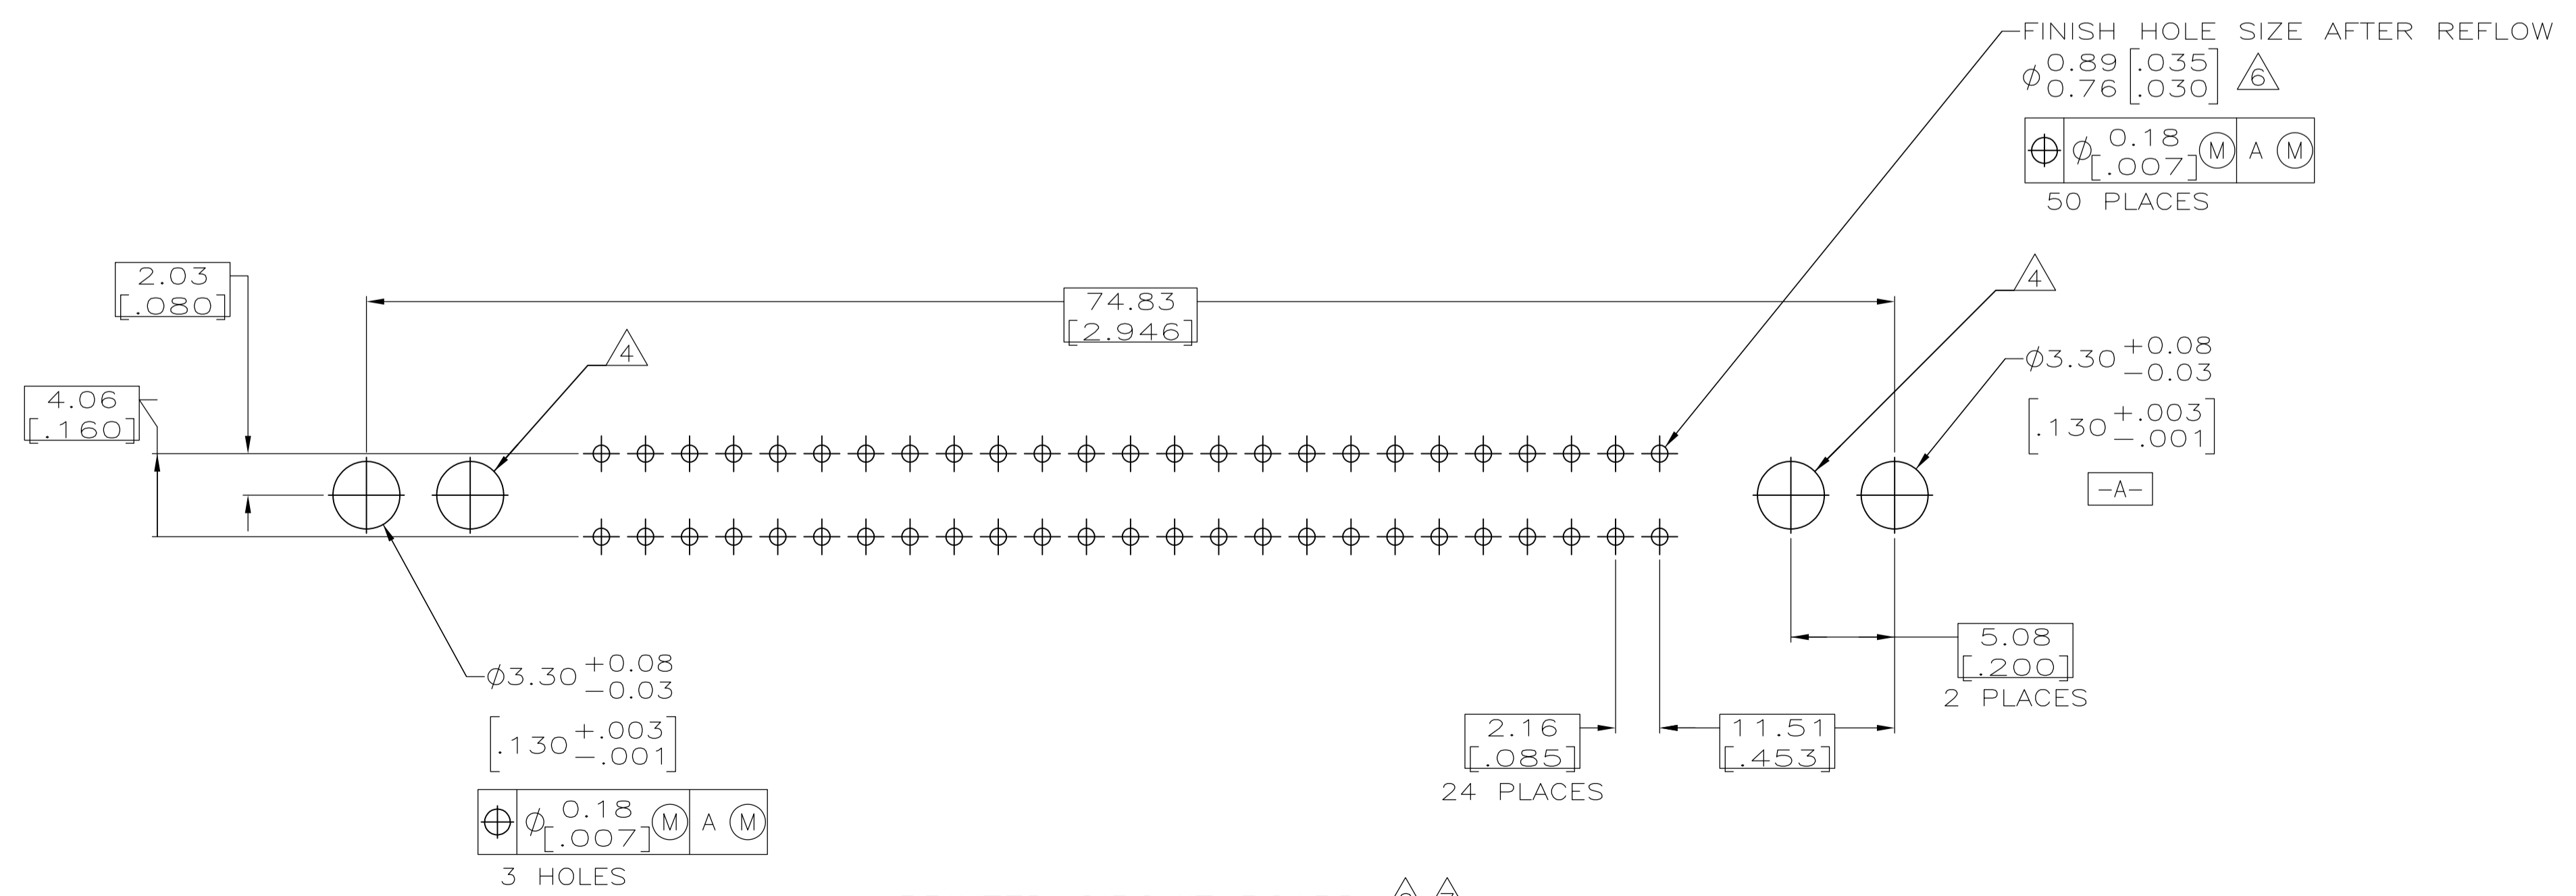 FINISH HOLE SIZE AFTER REFLOW
ϕ 0.89 [.035]
0.76 [.030] 6
⌖ ϕ 0.18 [.007] Ⓜ A Ⓜ
50 PLACES
2.03
[.080]
74.83
[2.946]
4
4
4.06
[.160]
ϕ3.30 +0.08
-0.03
[.130 +.003
-.001]
-A-
ϕ3.30 +0.08
-0.03
[.130 +.003
-.001]
⌖ ϕ 0.18 [.007] Ⓜ A Ⓜ
3 HOLES
5.08
[.200]
2 PLACES
2.16
[.085]
24 PLACES
11.51
[.453]